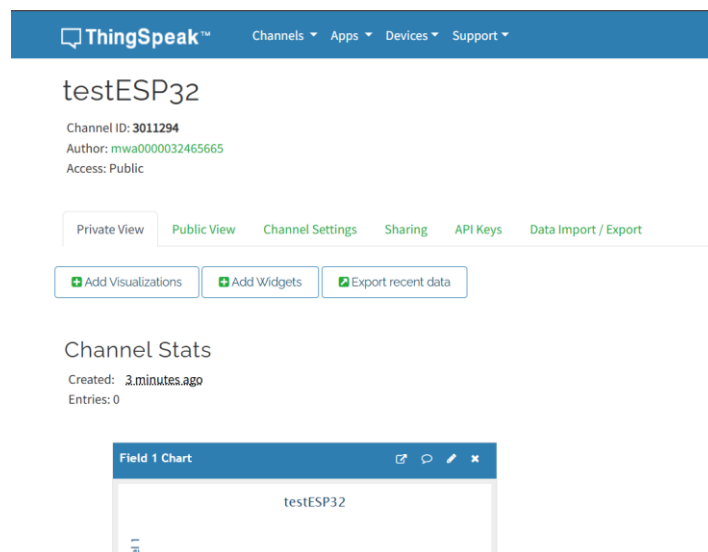 ThingSpeak™ Channels Apps Devices Support
testESP32
Channel ID: 3011294
Author: mwa0000032465665
Access: Public
Private View Public View Channel Settings Sharing API Keys Data Import / Export
Add Visualizations Add Widgets Export recent data
Channel Stats
Created: 3 minutes ago
Entries: 0
Field 1 Chart
testESP32